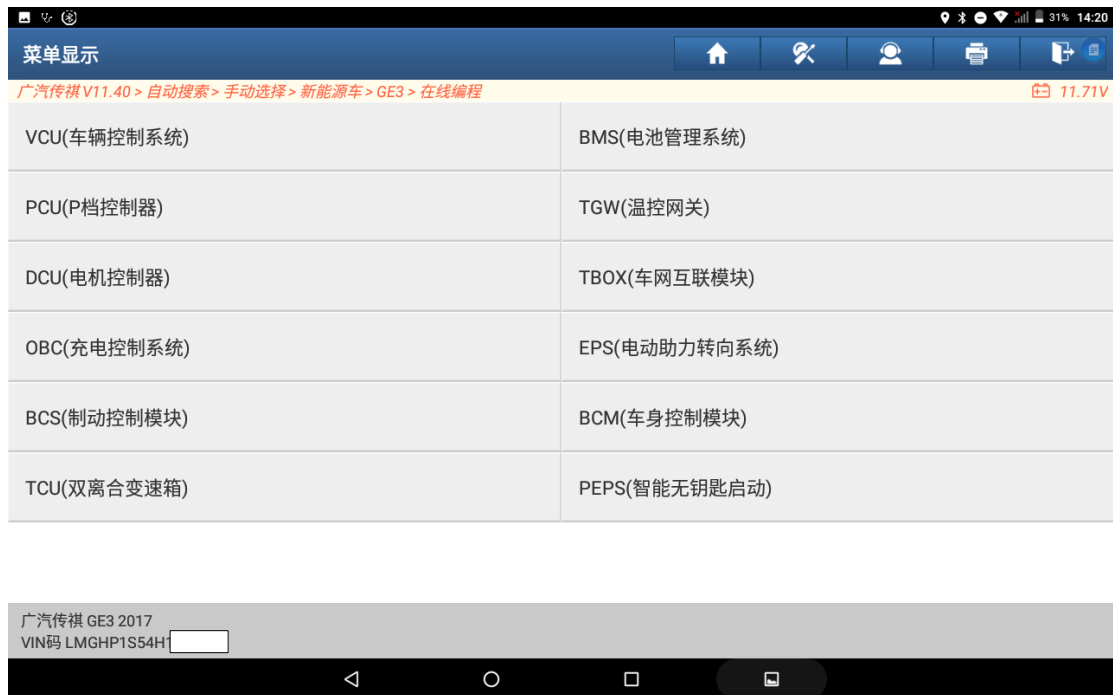 31% 14:20
菜单显示
广汽传祺 V11.40 > 自动搜索 > 手动选择 > 新能源车 > GE3 > 在线编程
11.71V
VCU(车辆控制系统)
BMS(电池管理系统)
PCU(P档控制器)
TGW(温控网关)
DCU(电机控制器)
TBOX(车网互联模块)
OBC(充电控制系统)
EPS(电动助力转向系统)
BCS(制动控制模块)
BCM(车身控制模块)
TCU(双离合变速箱)
PEPS(智能无钥匙启动)
广汽传祺 GE3 2017
VIN码 LMGHP1S54H1